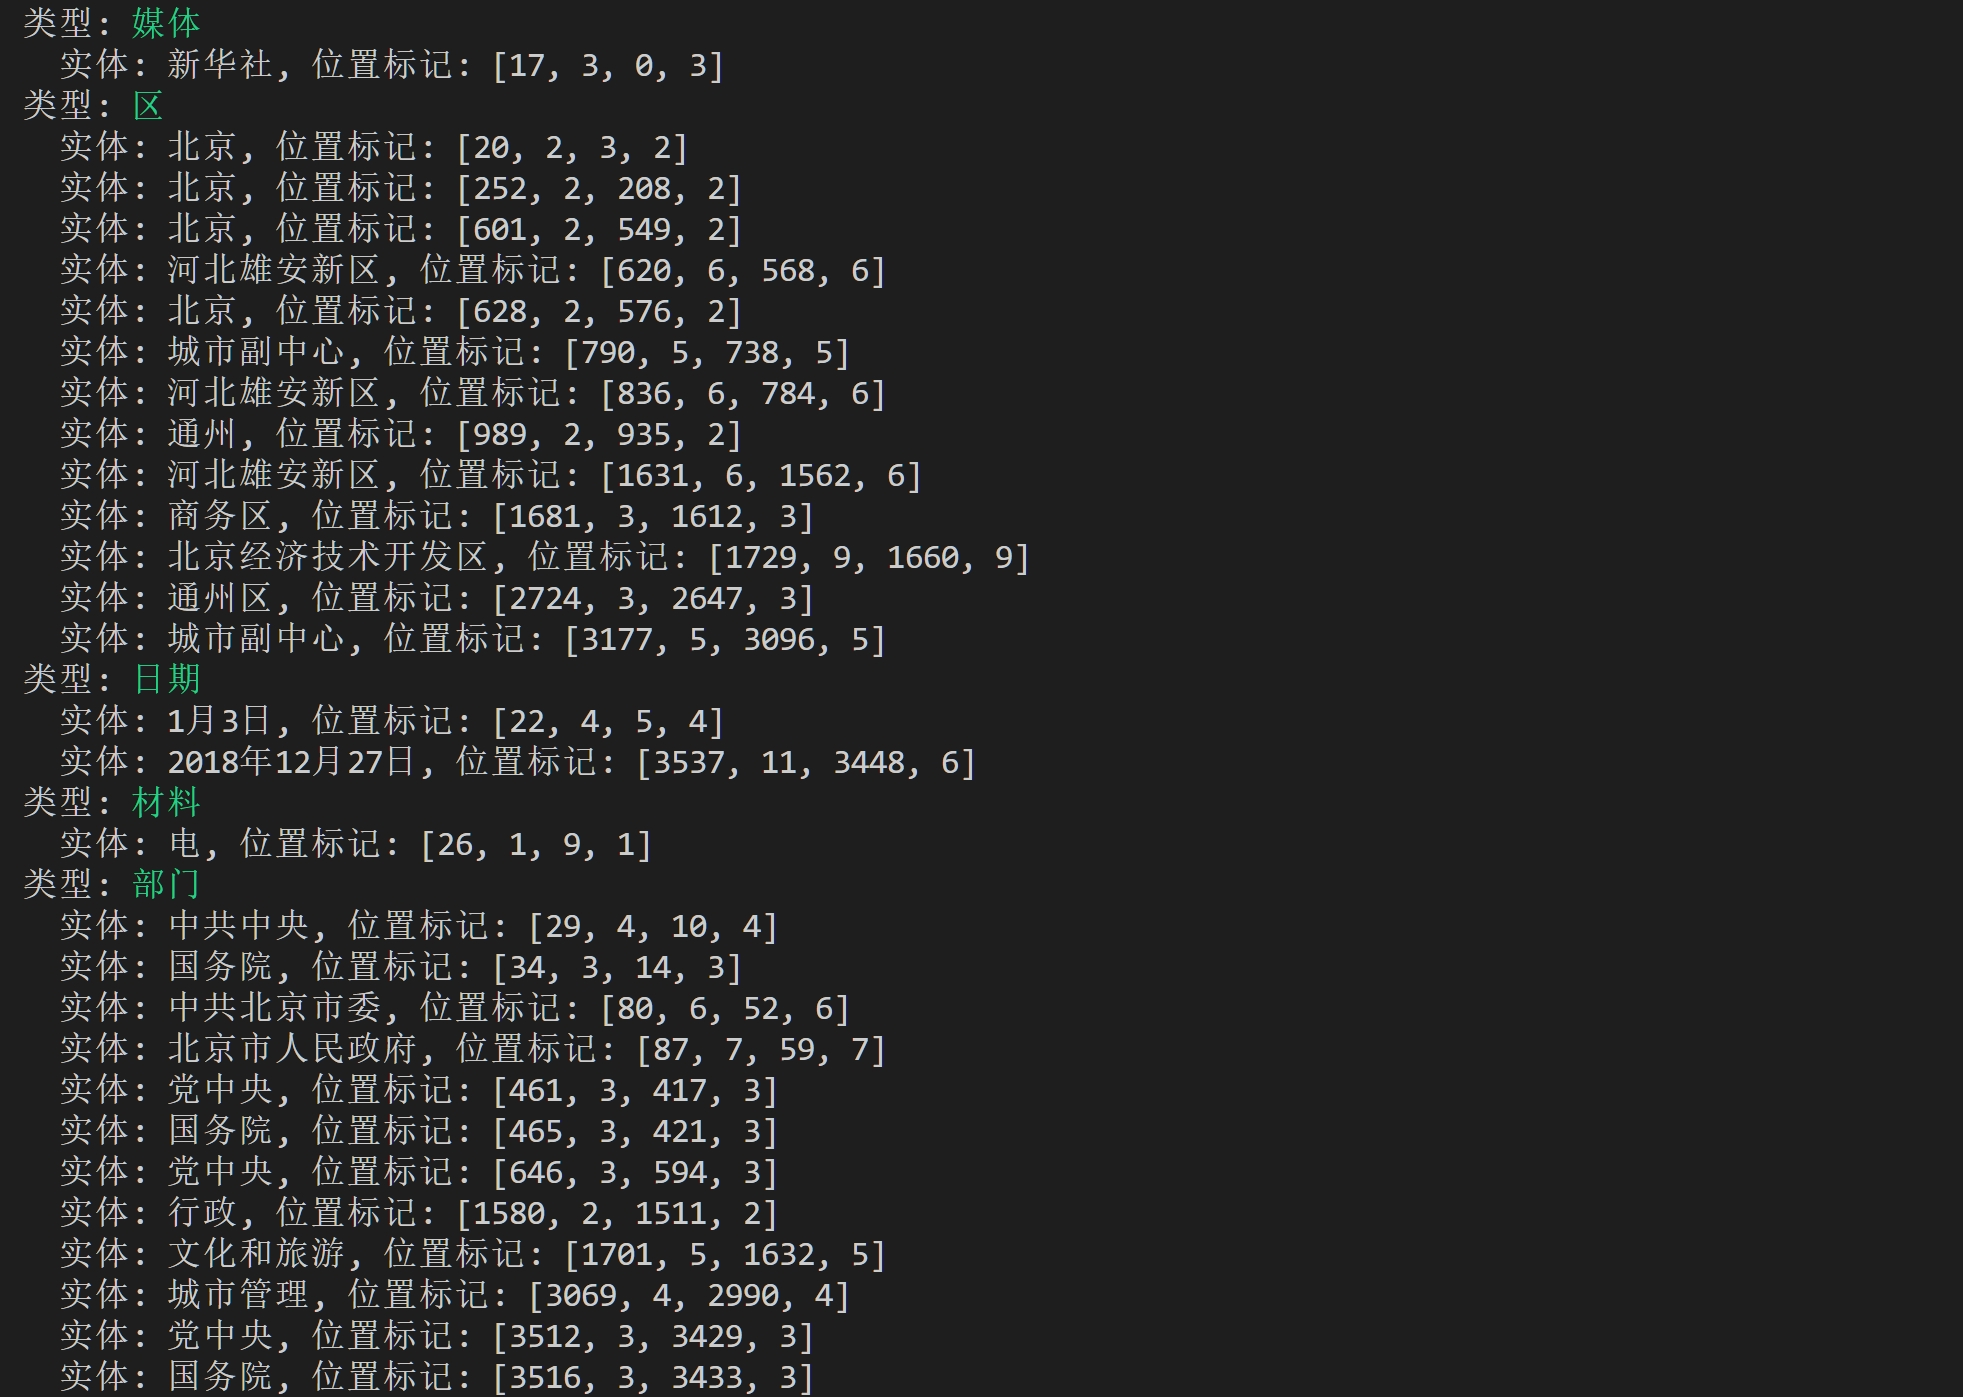 类型: 媒体
实体: 新华社, 位置标记: [17, 3, 0, 3]
类型: 区
实体: 北京, 位置标记: [20, 2, 3, 2]
实体: 北京, 位置标记: [252, 2, 208, 2]
实体: 北京, 位置标记: [601, 2, 549, 2]
实体: 河北雄安新区, 位置标记: [620, 6, 568, 6]
实体: 北京, 位置标记: [628, 2, 576, 2]
实体: 城市副中心, 位置标记: [790, 5, 738, 5]
实体: 河北雄安新区, 位置标记: [836, 6, 784, 6]
实体: 通州, 位置标记: [989, 2, 935, 2]
实体: 河北雄安新区, 位置标记: [1631, 6, 1562, 6]
实体: 商务区, 位置标记: [1681, 3, 1612, 3]
实体: 北京经济技术开发区, 位置标记: [1729, 9, 1660, 9]
实体: 通州区, 位置标记: [2724, 3, 2647, 3]
实体: 城市副中心, 位置标记: [3177, 5, 3096, 5]
类型: 日期
实体: 1月3日, 位置标记: [22, 4, 5, 4]
实体: 2018年12月27日, 位置标记: [3537, 11, 3448, 6]
类型: 材料
实体: 电, 位置标记: [26, 1, 9, 1]
类型: 部门
实体: 中共中央, 位置标记: [29, 4, 10, 4]
实体: 国务院, 位置标记: [34, 3, 14, 3]
实体: 中共北京市委, 位置标记: [80, 6, 52, 6]
实体: 北京市人民政府, 位置标记: [87, 7, 59, 7]
实体: 党中央, 位置标记: [461, 3, 417, 3]
实体: 国务院, 位置标记: [465, 3, 421, 3]
实体: 党中央, 位置标记: [646, 3, 594, 3]
实体: 行政, 位置标记: [1580, 2, 1511, 2]
实体: 文化和旅游, 位置标记: [1701, 5, 1632, 5]
实体: 城市管理, 位置标记: [3069, 4, 2990, 4]
实体: 党中央, 位置标记: [3512, 3, 3429, 3]
实体: 国务院, 位置标记: [3516, 3, 3433, 3]